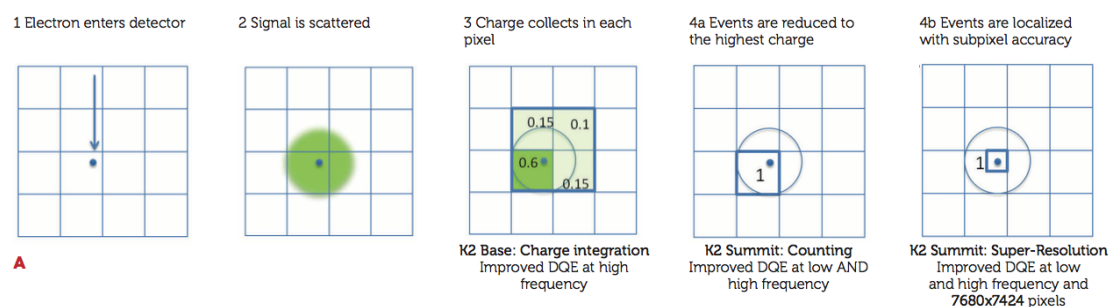 1 Electron enters detector
2 Signal is scattered
3 Charge collects in each
pixel
4a Events are reduced to
the highest charge
4b Events are localized
with subpixel accuracy
0.15 0.1
0.6
0.15
1
1
K2 Base: Charge integration
Improved DQE at high
frequency
K2 Summit: Counting
Improved DQE at low AND
high frequency
K2 Summit: Super-Resolution
Improved DQE at low
and high frequency and
7680x7424 pixels
A